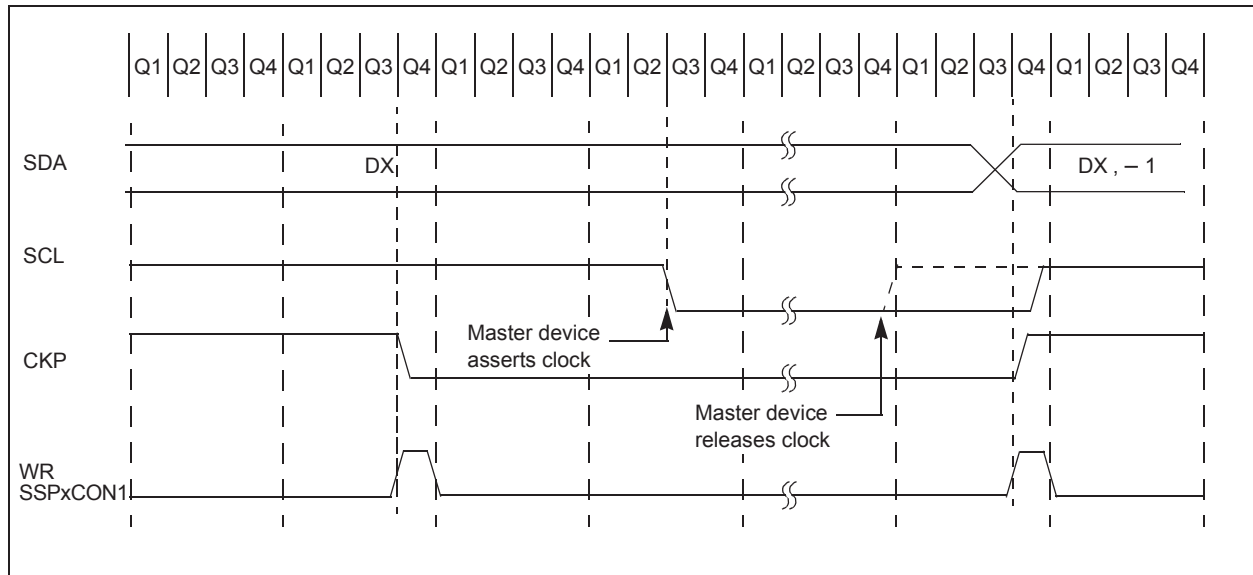 Q1 Q2 Q3 Q4 Q1 Q2 Q3 Q4 Q1 Q2 Q3 Q4 Q1 Q2 Q3 Q4 Q1 Q2 Q3 Q4 Q1 Q2 Q3 Q4 Q1 Q2 Q3 Q4
SDA
DX
DX , – 1
SCL
Master device
asserts clock
CKP
Master device
releases clock
WR
SSPxCON1